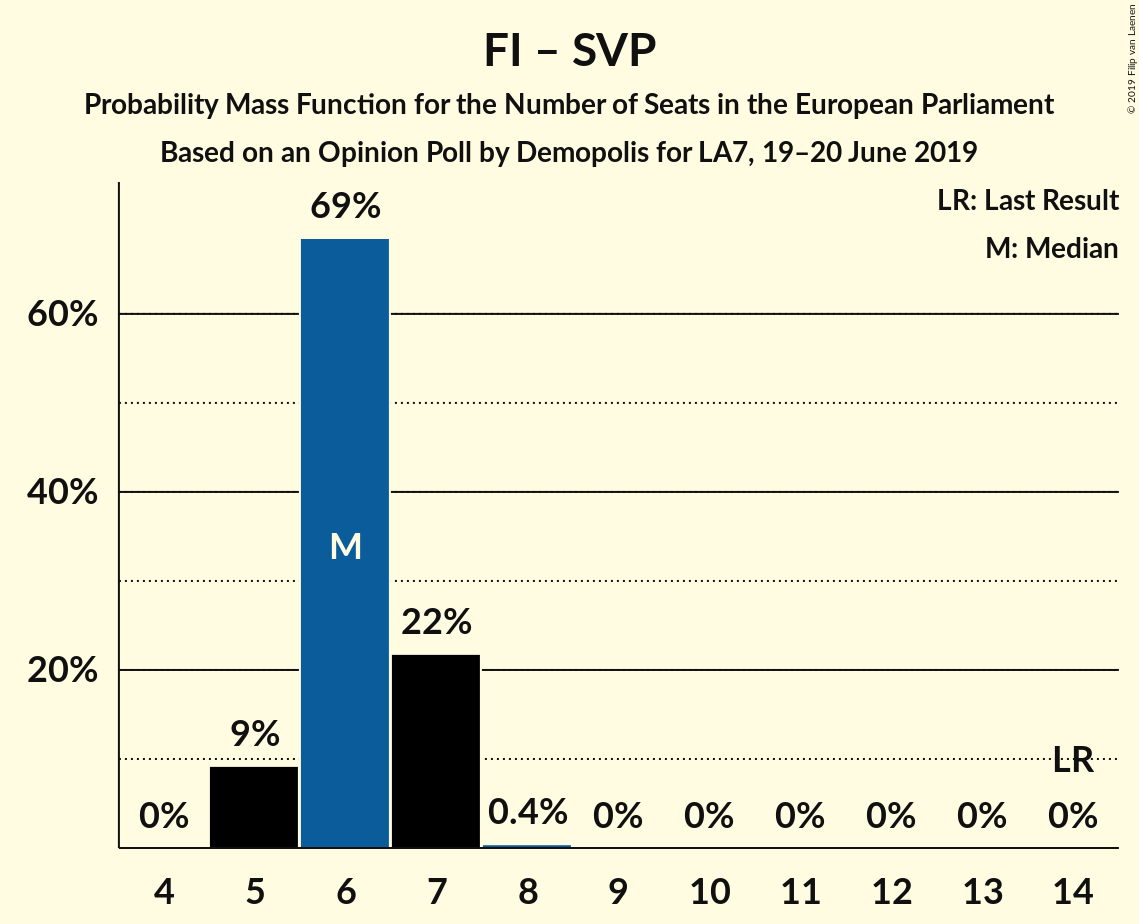 FI – SVP
Probability Mass Function for the Number of Seats in the European Parliament
Based on an Opinion Poll by Demopolis for LA7, 19–20 June 2019
© 2019 Filip van Laenen
LR: Last Result
M: Median
69%
60%
40%
M
22%
20%
9%
LR
0%
0.4%
0%
0%
0%
0%
0%
0%
4 5 6 7 8 9 10 11 12 13 14